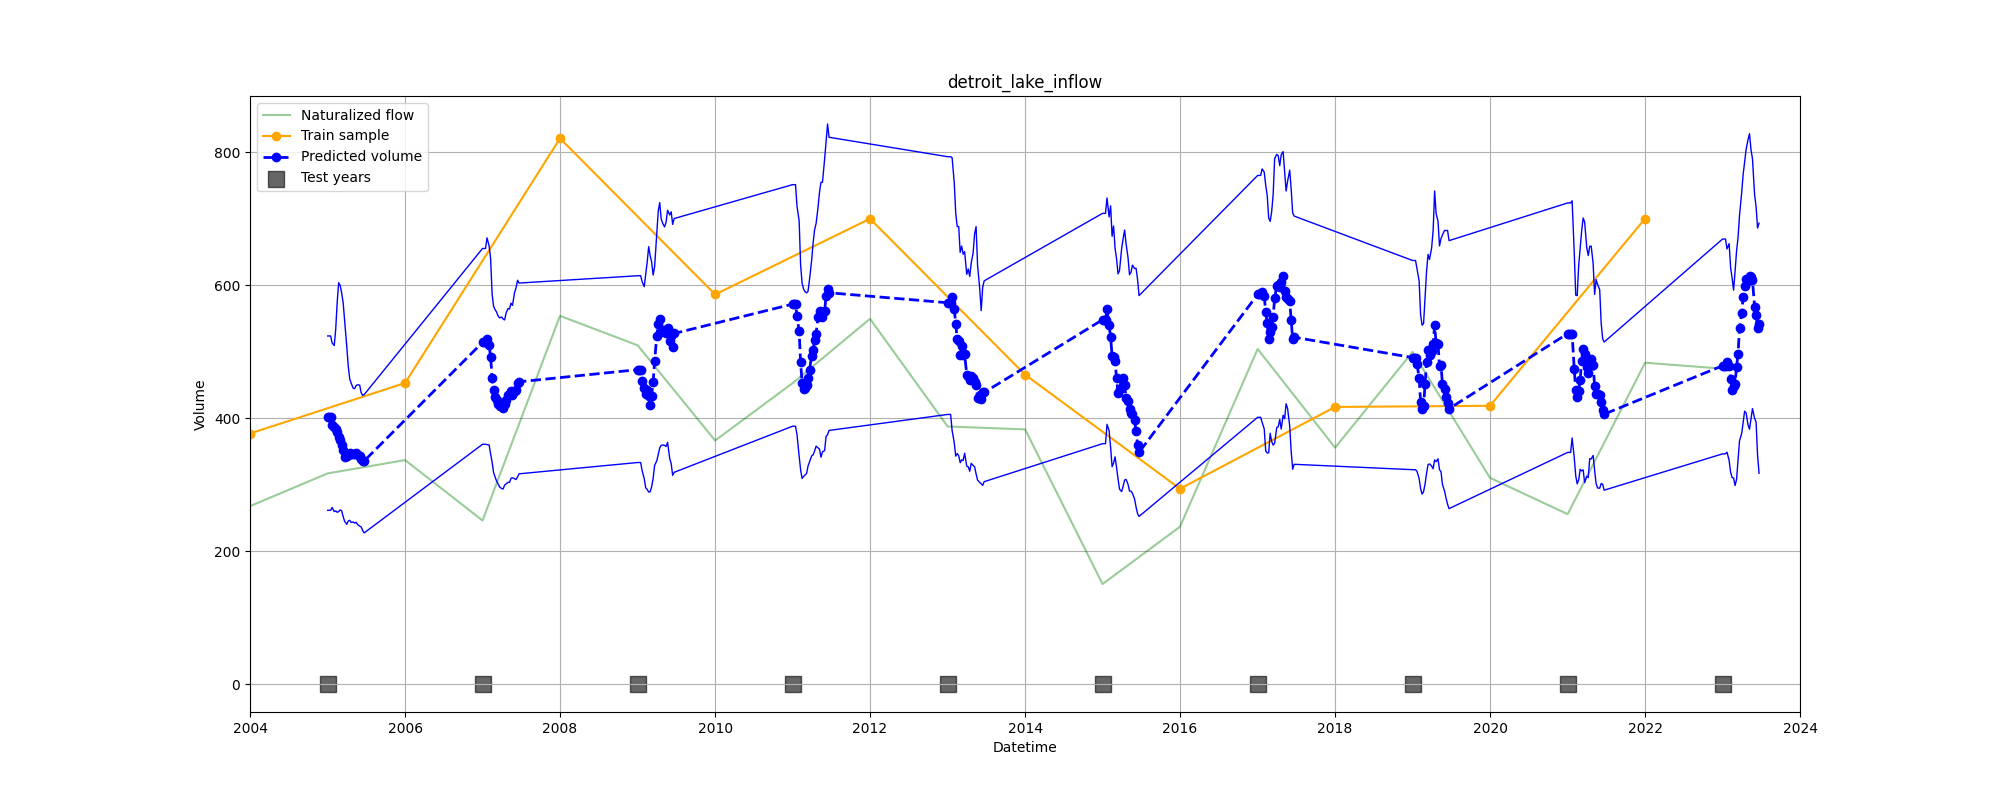 detroit_lake_inflow
Naturalized flow
Train sample
Predicted volume
Test years
800
600
400
200
0
Volume
2004 2006 2008 2010 2012 2014 2016 2018 2020 2022 2024
Datetime